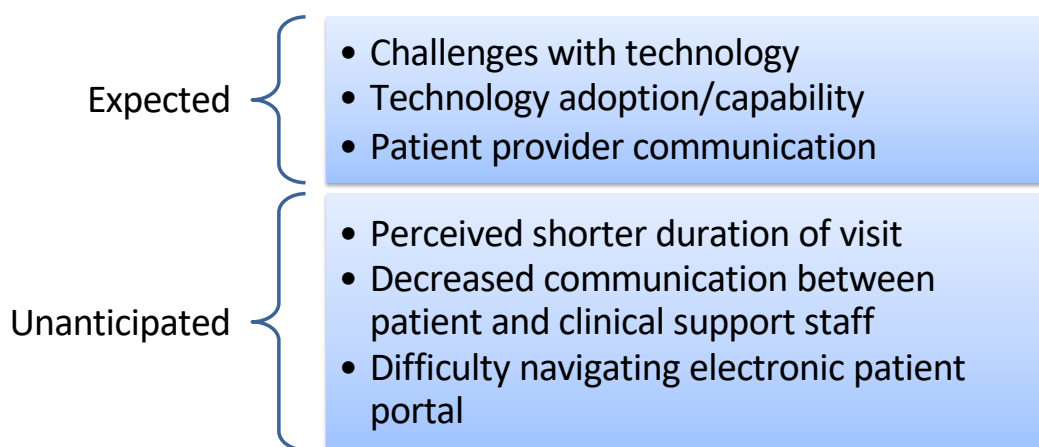 Expected
• Challenges with technology
• Technology adoption/capability
• Patient provider communication
Unanticipated
• Perceived shorter duration of visit
• Decreased communication between
patient and clinical support staff
• Difficulty navigating electronic patient
portal